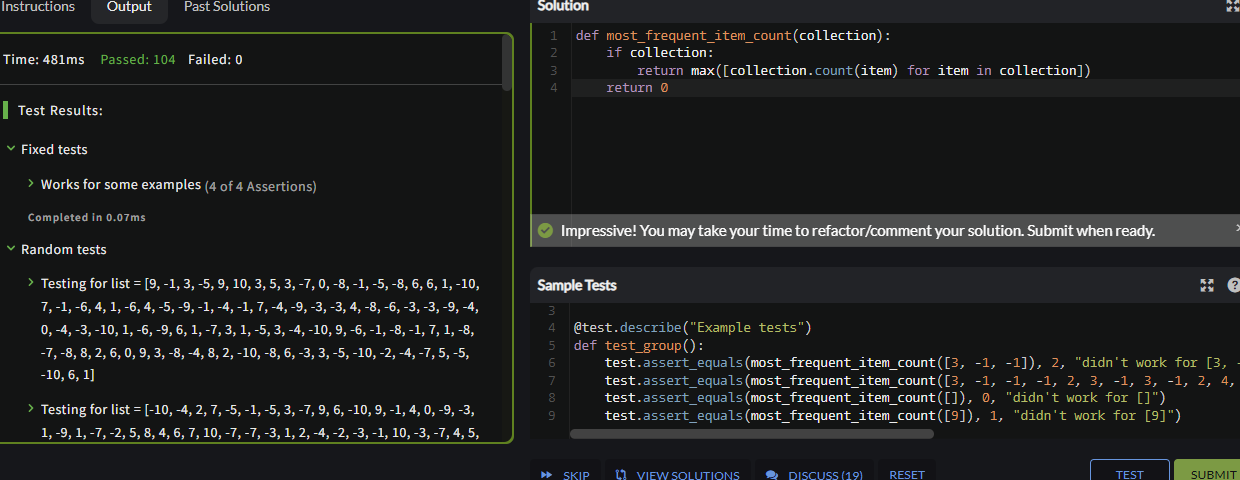 Instructions
Output
Past Solutions
Time: 481ms Passed: 104 Failed: 0
Test Results:
Fixed tests
Works for some examples (4 of 4 Assertions)
Completed in 0.07ms
Random tests
Testing for list = [9, -1, 3, -5, 9, 10, 3, 5, 3, -7, 0, -8, -1, -5, -8, 6, 6, 1, -10,
7, -1, -6, 4, 1, -6, 4, -5, -9, -1, -4, -1, 7, -4, -9, -3, -3, 4, -8, -6, -3, -3, -9, -4,
0, -4, -3, -10, 1, -6, -9, 6, 1, -7, 3, 1, -5, 3, -4, -10, 9, -6, -1, -8, -1, 7, 1, -8,
-7, -8, 8, 2, 6, 0, 9, 3, -8, -4, 8, 2, -10, -8, 6, -3, 3, -5, -10, -2, -4, -7, 5, -5,
-10, 6, 1]
Testing for list = [-10, -4, 2, 7, -5, -1, -5, 3, -7, 9, 6, -10, 9, -1, 4, 0, -9, -3,
1, -9, 1, -7, -2, 5, 8, 4, 6, 7, 10, -7, -7, -3, 1, 2, -4, -2, -3, -1, 10, -3, -7, 4, 5,
Solution
1 def most_frequent_item_count(collection):
2 if collection:
3 return max([collection.count(item) for item in collection])
4 return 0
Impressive! You may take your time to refactor/comment your solution. Submit when ready.
Sample Tests
3
4 @test.describe("Example tests")
5 def test_group():
6 test.assert_equals(most_frequent_item_count([3, -1, -1]), 2, "didn't work for [3, -
7 test.assert_equals(most_frequent_item_count([3, -1, -1, -1, 2, 3, -1, 3, -1, 2, 4,
8 test.assert_equals(most_frequent_item_count([]), 0, "didn't work for []")
9 test.assert_equals(most_frequent_item_count([9]), 1, "didn't work for [9]")
SKIP
VIEW SOLUTIONS
DISCUSS (19)
RESET
TEST
SUBMIT